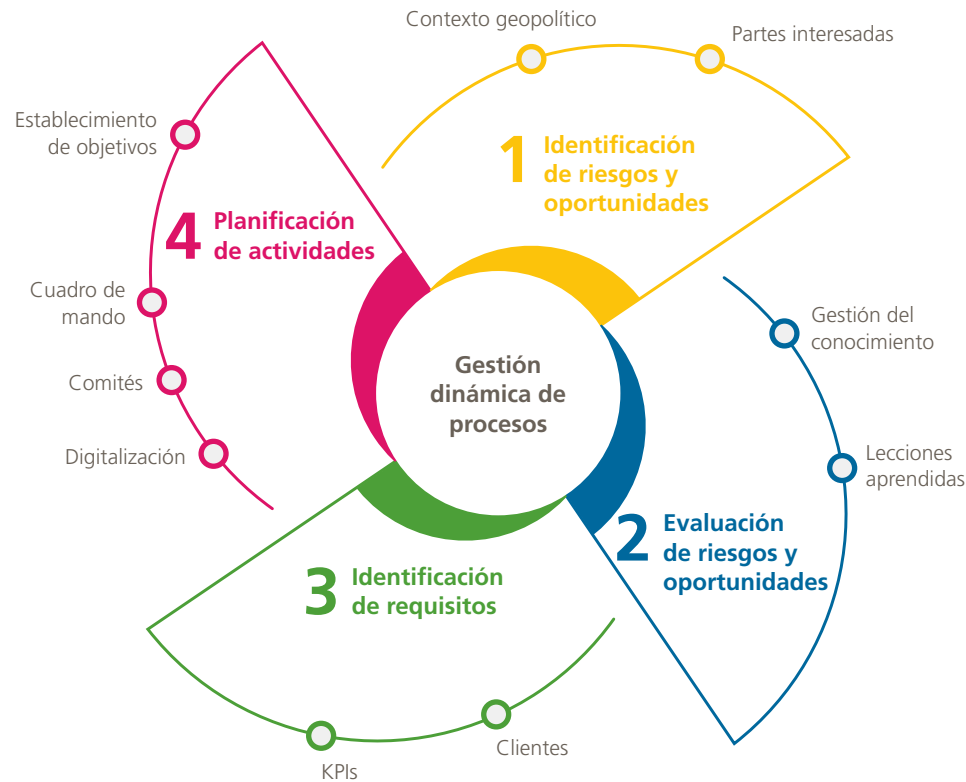 Contexto geopolítico
Partes interesadas
1 Identificación
de riesgos y
oportunidades
Gestión del
conocimiento
Lecciones
aprendidas
2 Evaluación
de riesgos y
oportunidades
3 Identificación
de requisitos
Clientes
KPIs
4 Planificación
de actividades
Establecimiento
de objetivos
Cuadro de
mando
Comités
Digitalización
Gestión
dinámica de
procesos